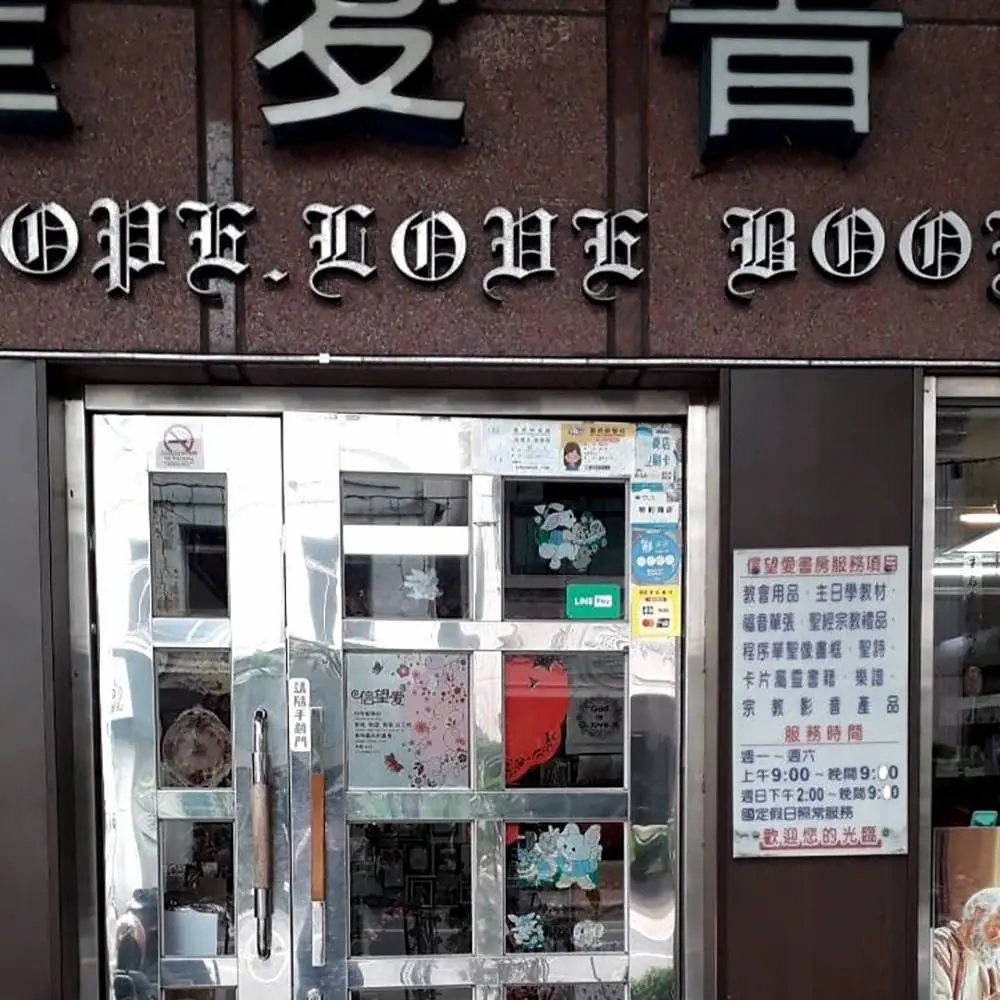 愛書
OPE.LOVE BOO
LINE Pay
請隨手關門
信望愛
God is love
信望愛書房服務項目
教會用品．主日學教材．
福音單張．聖經宗教禮品．
程序單聖像畫框．聖詩．
卡片屬靈書籍．樂譜．
宗教影音產品
服務時間
週一～週六
上午9:00～晚間9:00
週日下午2:00～晚間9:00
國定假日照常服務
歡迎您的光臨